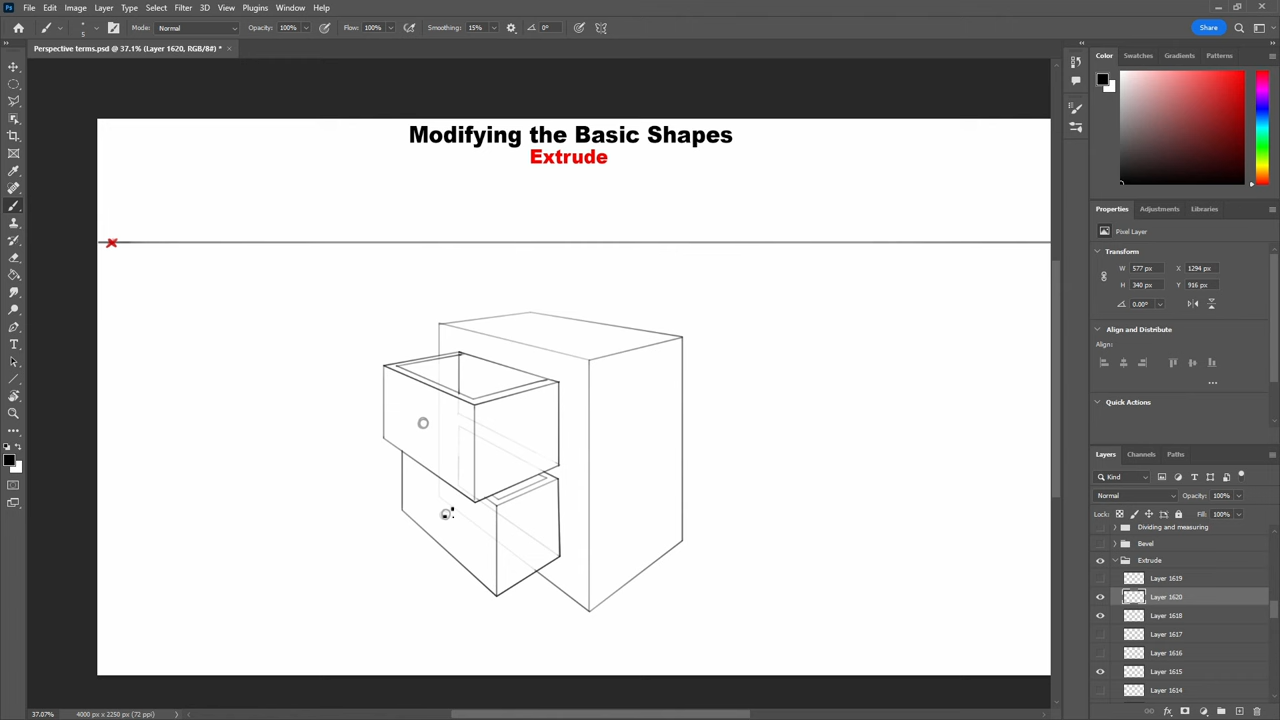 File Edit Image Layer Type Select Filter 3D View Plugins Window Help
5 Mode: Normal Opacity: 100% Flow: 100% Smoothing: 15% 0° Share
Perspective terms.psd @ 37.1% (Layer 1620, RGB/8#) * ×
Color Swatches Gradients Patterns
Modifying the Basic Shapes
Extrude
Properties Adjustments Libraries
Pixel Layer
Transform
W 577 px X 1294 px
H 340 px Y 916 px
0.00°
Align and Distribute
Align:
Quick Actions
Layers Channels Paths
Kind
Normal Opacity: 100%
Lock: Fill: 100%
Dividing and measuring
Bevel
Extrude
Layer 1619
Layer 1620
Layer 1618
Layer 1617
Layer 1616
Layer 1615
Layer 1614
37.07% 4000 px x 2250 px (72 ppi)